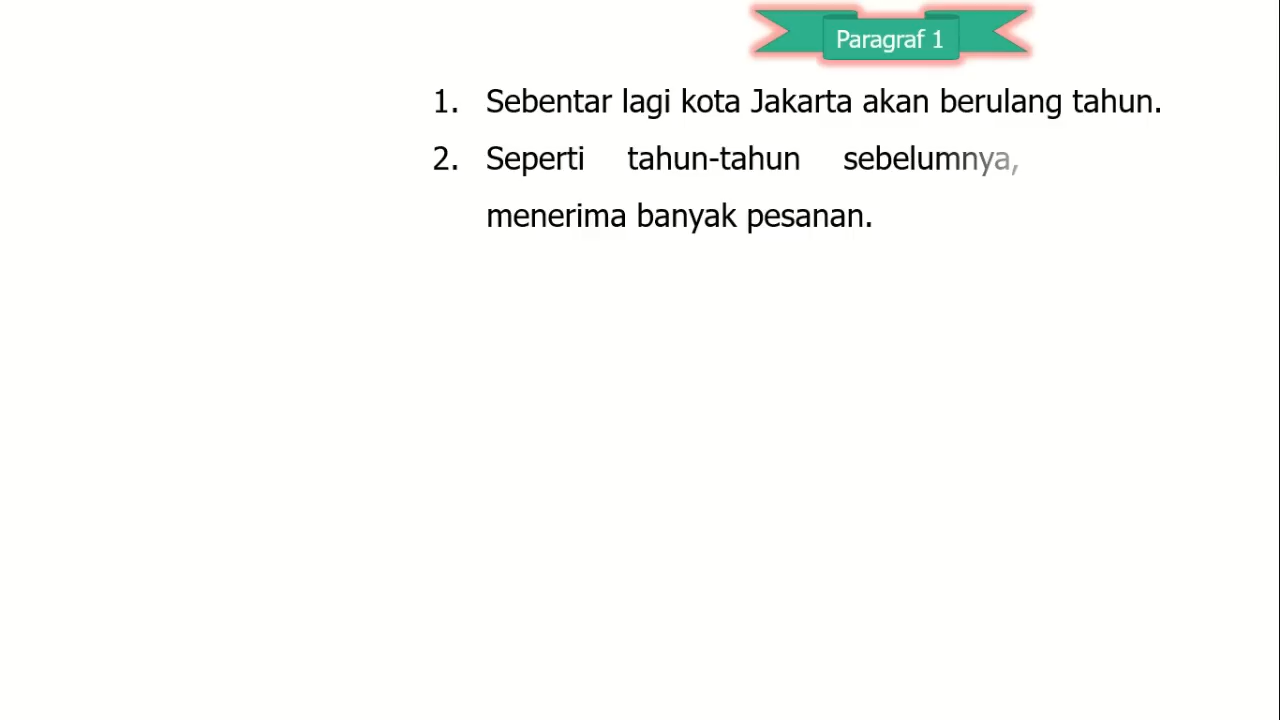 Paragraf 1
1. Sebentar lagi kota Jakarta akan berulang tahun.
2. Seperti tahun-tahun sebelumnya,
menerima banyak pesanan.